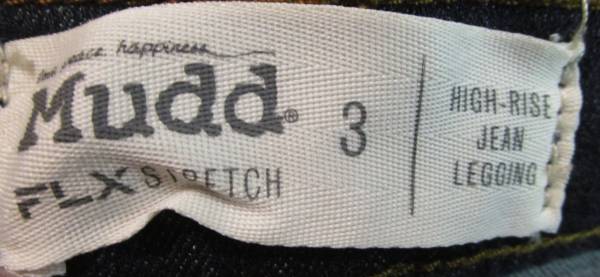 love peace happiness
Mudd®
FLX STRETCH
3
HIGH-RISE
JEAN
LEGGING